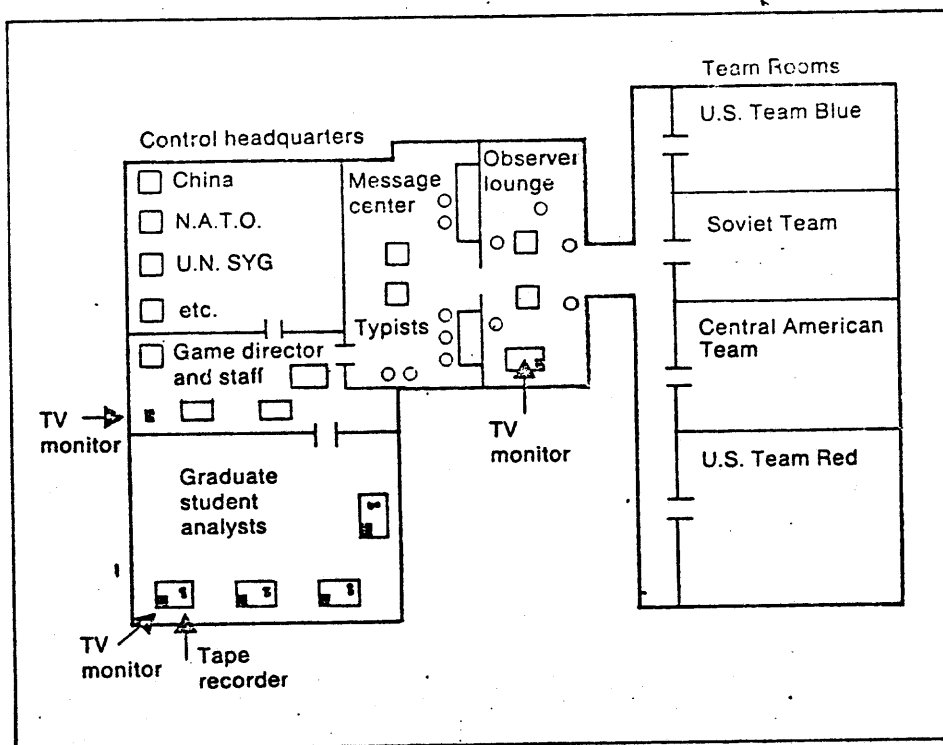 Team Rooms
U.S. Team Blue
Control headquarters
China
N.A.T.O.
U.N. SYG
etc.
Message
center
Observer
lounge
Soviet Team
Typists
Central American
Team
Game director
and staff
TV
monitor
TV
monitor
U.S. Team Red
Graduate
student
analysts
TV
monitor
Tape
recorder